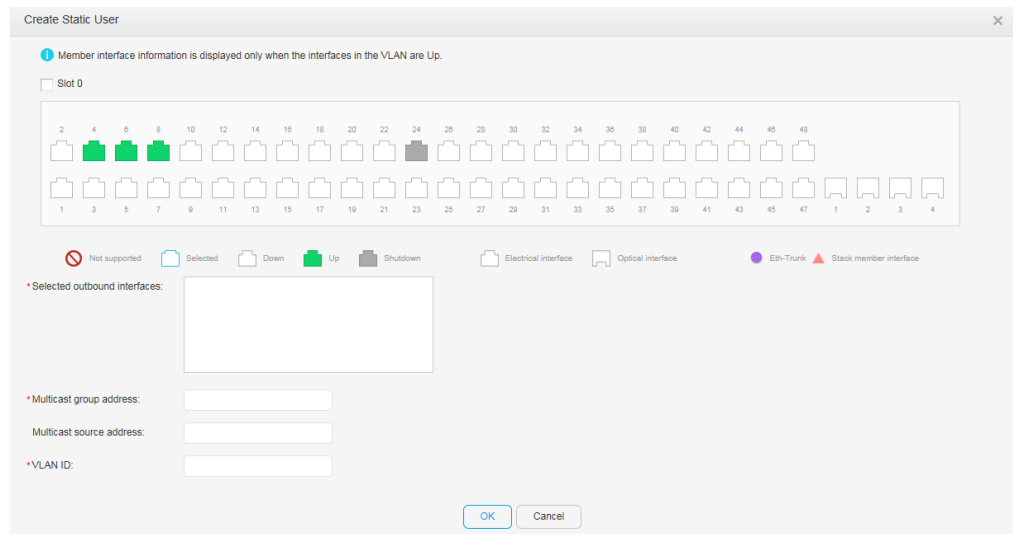 Create Static User
Member interface information is displayed only when the interfaces in the VLAN are Up.
Slot 0
2 4 6 8 10 12 14 16 18 20 22 24 26 28 30 32 34 36 38 40 42 44 46 48
1 3 5 7 9 11 13 15 17 19 21 23 25 27 29 31 33 35 37 39 41 43 45 47 1 2 3 4
Not supported Selected Down Up Shutdown Electrical interface Optical interface Eth-Trunk Stack member interface
*Selected outbound interfaces:
*Multicast group address:
Multicast source address:
*VLAN ID:
OK Cancel